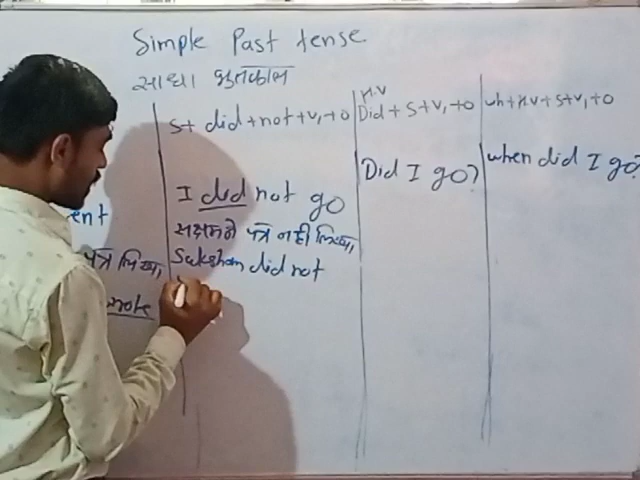 Simple Past tense
साधा भुतकाल
S+ did+not+V₁+O
H.V
Did+S+V₁+O
wh+H.V+S+V₁+O
ent
I did not go
Did I go?
when did I go?
सक्षमने पत्र नही लिखा,
पत्र लिखा,
Saksham did not